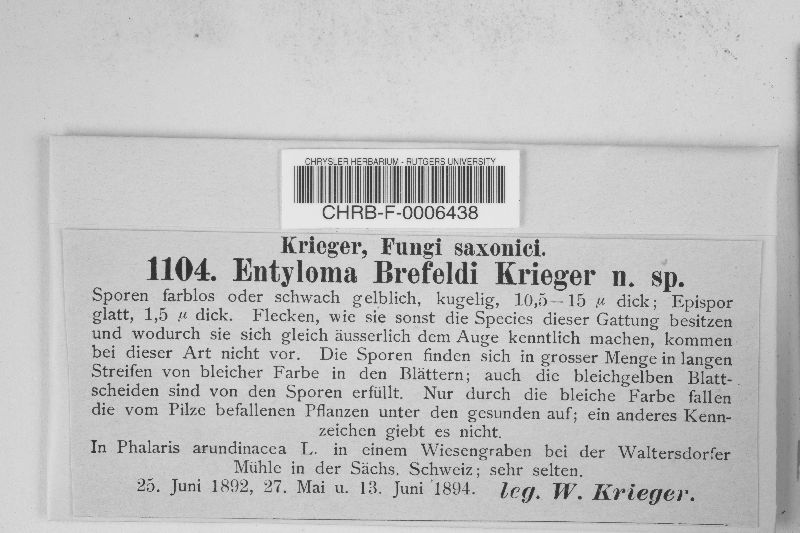 CHRYSLER HERBARIUM - RUTGERS UNIVERSITY
CHRB-F-0006438
Krieger, Fungi saxonici.
1104. Entyloma Brefeldi Krieger n. sp.
Sporen farblos oder schwach gelblich, kugelig, 10,5—15 µ dick; Epispor
glatt, 1,5 µ dick. Flecken, wie sie sonst die Species dieser Gattung besitzen
und wodurch sie sich gleich äusserlich dem Auge kenntlich machen, kommen
bei dieser Art nicht vor. Die Sporen finden sich in grosser Menge in langen
Streifen von bleicher Farbe in den Blättern; auch die bleichgelben Blatt-
scheiden sind von den Sporen erfüllt. Nur durch die bleiche Farbe fallen
die vom Pilze befallenen Pflanzen unter den gesunden auf; ein anderes Kenn-
zeichen giebt es nicht.
In Phalaris arundinacea L. in einem Wiesengraben bei der Waltersdorfer
Mühle in der Sächs. Schweiz; sehr selten.
25. Juni 1892, 27. Mai u. 13. Juni 1894. leg. W. Krieger.